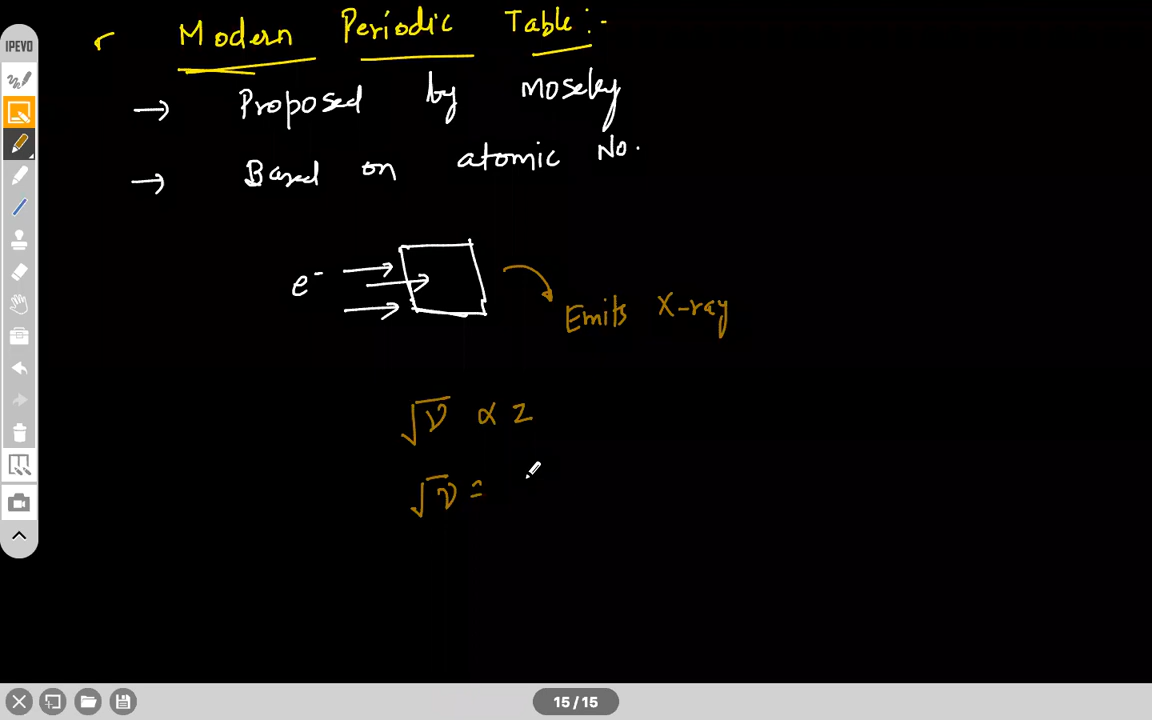 IPEVO
Modern Periodic Table :-
→ Proposed by Moseley
→ Based on atomic No.
e⁻
Emits X-ray
√ν ∝ Z
√ν =
15 / 15